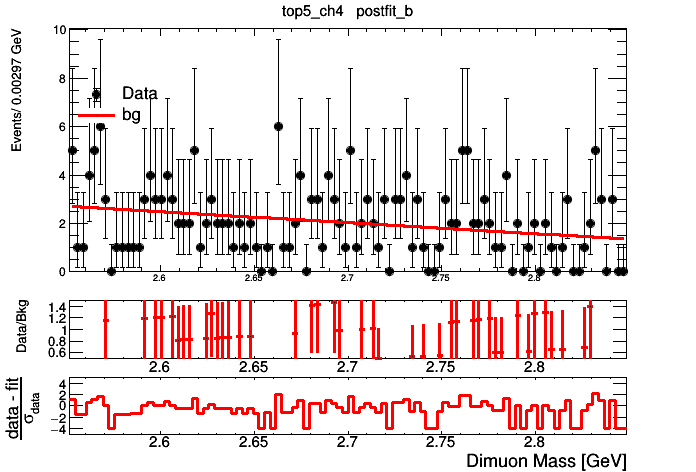 top5_ch4 postfit_b
Events/ 0.00297 GeV
10
8
6
4
2
0
Data
bg
2.6 2.65 2.7 2.75 2.8
Data/Bkg
1.4
1.2
1
0.8
0.6
2.6 2.65 2.7 2.75 2.8
data - fit
σdata
4
2
0
−2
−4
2.6 2.65 2.7 2.75 2.8
Dimuon Mass [GeV]